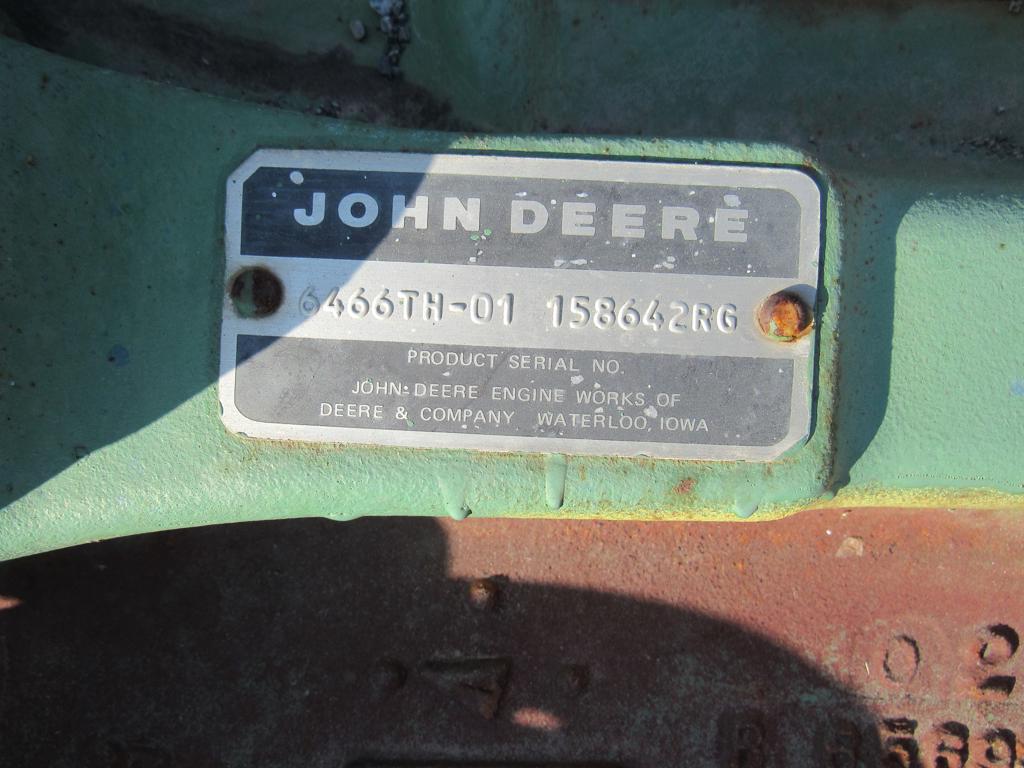 JOHN DEERE
6466TH-01 158642RG
PRODUCT SERIAL NO.
JOHN DEERE ENGINE WORKS OF
DEERE & COMPANY WATERLOO, IOWA